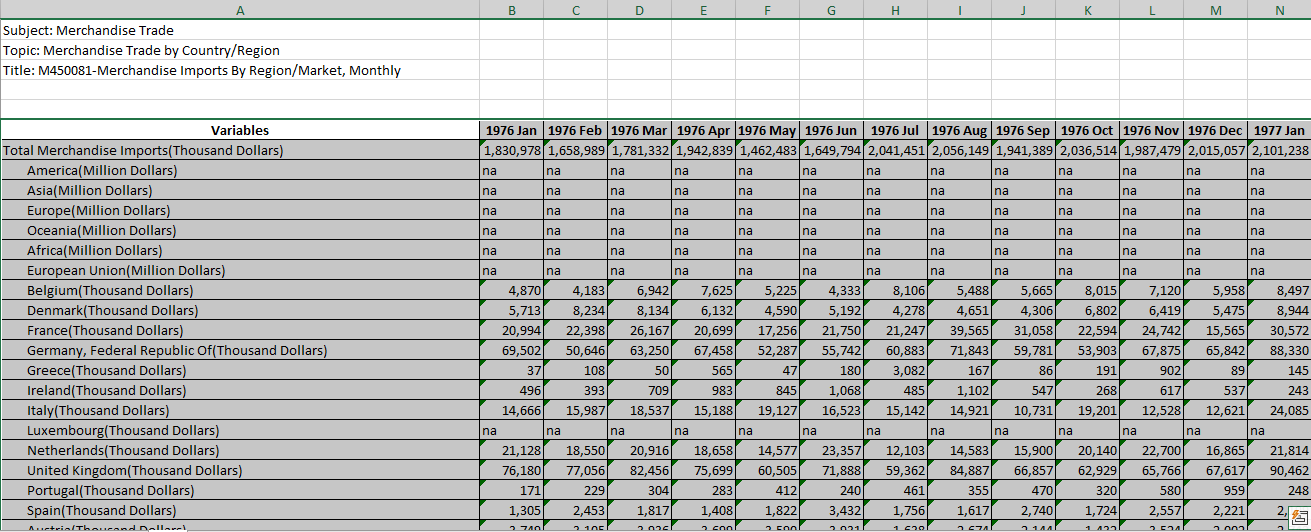 A B C D E F G H I J K L M N
Subject: Merchandise Trade
Topic: Merchandise Trade by Country/Region
Title: M450081-Merchandise Imports By Region/Market, Monthly
Variables 1976 Jan 1976 Feb 1976 Mar 1976 Apr 1976 May 1976 Jun 1976 Jul 1976 Aug 1976 Sep 1976 Oct 1976 Nov 1976 Dec 1977 Jan
Total Merchandise Imports(Thousand Dollars) 1,830,978 1,658,989 1,781,332 1,942,839 1,462,483 1,649,794 2,041,451 2,056,149 1,941,389 2,036,514 1,987,479 2,015,057 2,101,238
America(Million Dollars) na na na na na na na na na na na na na
Asia(Million Dollars) na na na na na na na na na na na na na
Europe(Million Dollars) na na na na na na na na na na na na na
Oceania(Million Dollars) na na na na na na na na na na na na na
Africa(Million Dollars) na na na na na na na na na na na na na
European Union(Million Dollars) na na na na na na na na na na na na na
Belgium(Thousand Dollars) 4,870 4,183 6,942 7,625 5,225 4,333 8,106 5,488 5,665 8,015 7,120 5,958 8,497
Denmark(Thousand Dollars) 5,713 8,234 8,134 6,132 4,590 5,192 4,278 4,651 4,306 6,802 6,419 5,475 8,944
France(Thousand Dollars) 20,994 22,398 26,167 20,699 17,256 21,750 21,247 39,565 31,058 22,594 24,742 15,565 30,572
Germany, Federal Republic Of(Thousand Dollars) 69,502 50,646 63,250 67,458 52,287 55,742 60,883 71,843 59,781 53,903 67,875 65,842 88,330
Greece(Thousand Dollars) 37 108 50 565 47 180 3,082 167 86 191 902 89 145
Ireland(Thousand Dollars) 496 393 709 983 845 1,068 485 1,102 547 268 617 537 243
Italy(Thousand Dollars) 14,666 15,987 18,537 15,188 19,127 16,523 15,142 14,921 10,731 19,201 12,528 12,621 24,085
Luxembourg(Thousand Dollars) na na na na na na na na na na na na na
Netherlands(Thousand Dollars) 21,128 18,550 20,916 18,658 14,577 23,357 12,103 14,583 15,900 20,140 22,700 16,865 21,814
United Kingdom(Thousand Dollars) 76,180 77,056 82,456 75,699 60,505 71,888 59,362 84,887 66,857 62,929 65,766 67,617 90,462
Portugal(Thousand Dollars) 171 229 304 283 412 240 461 355 470 320 580 959 248
Spain(Thousand Dollars) 1,305 2,453 1,817 1,408 1,822 3,432 1,756 1,617 2,740 1,724 2,557 2,221 2,
Austria(Thousand Dollars)